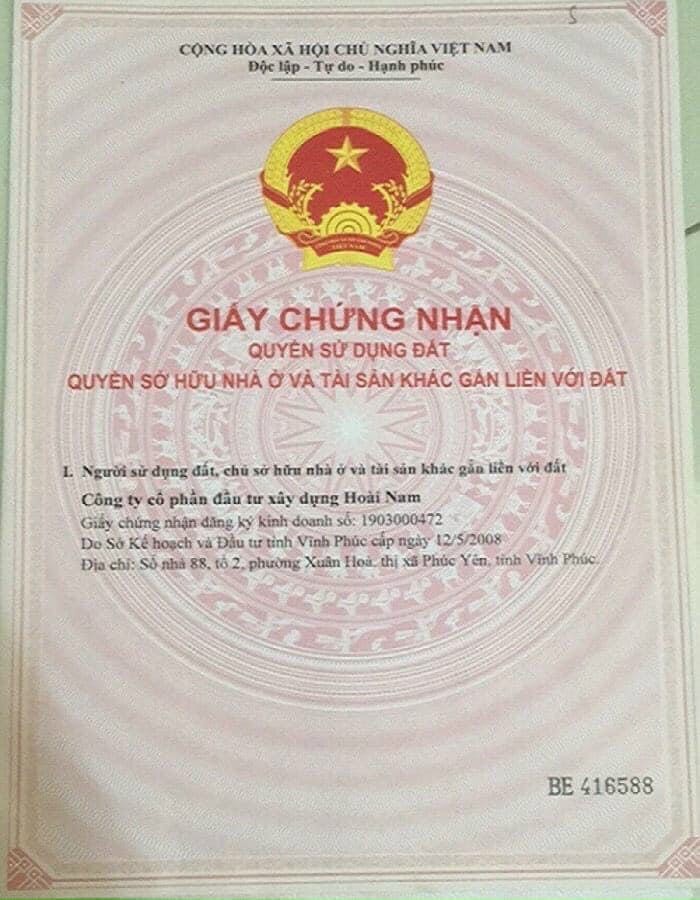 CỘNG HÒA XÃ HỘI CHỦ NGHĨA VIỆT NAM
Độc lập - Tự do - Hạnh phúc
VIỆT NAM
GIẤY CHỨNG NHẬN
QUYỀN SỬ DỤNG ĐẤT
QUYỀN SỞ HỮU NHÀ Ở VÀ TÀI SẢN KHÁC GẮN LIỀN VỚI ĐẤT
I. Người sử dụng đất, chủ sở hữu nhà ở và tài sản khác gắn liền với đất
Công ty cổ phần đầu tư xây dựng Hoài Nam
Giấy chứng nhận đăng ký kinh doanh số: 1903000472
Do Sở Kế hoạch và Đầu tư tỉnh Vĩnh Phúc cấp ngày 12/5/2008
Địa chỉ: Số nhà 88, tổ 2, phường Xuân Hoà, thị xã Phúc Yên, tỉnh Vĩnh Phúc.
BE 416588